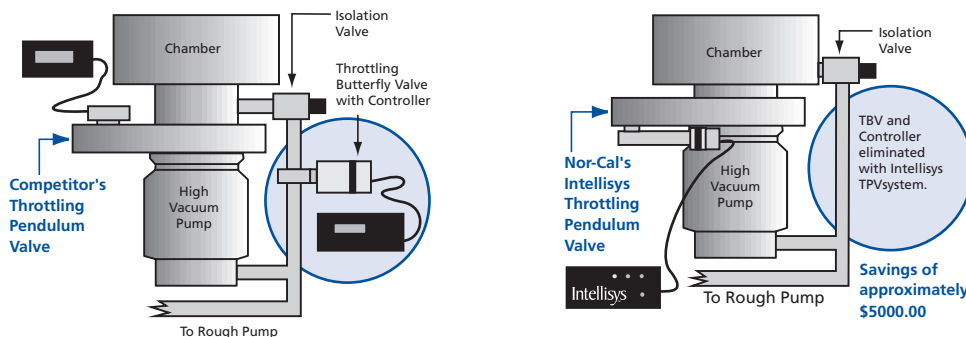 Isolation
Valve
Chamber
Throttling
Butterfly Valve
with Controller
Competitor's
Throttling
Pendulum
Valve
High
Vacuum
Pump
To Rough Pump
Isolation
Valve
Chamber
TBV and
Controller
eliminated
with Intellisys
TPVsystem.
Nor-Cal's
Intellisys
Throttling
Pendulum
Valve
High
Vacuum
Pump
Intellisys
To Rough Pump
Savings of
approximately
$5000.00